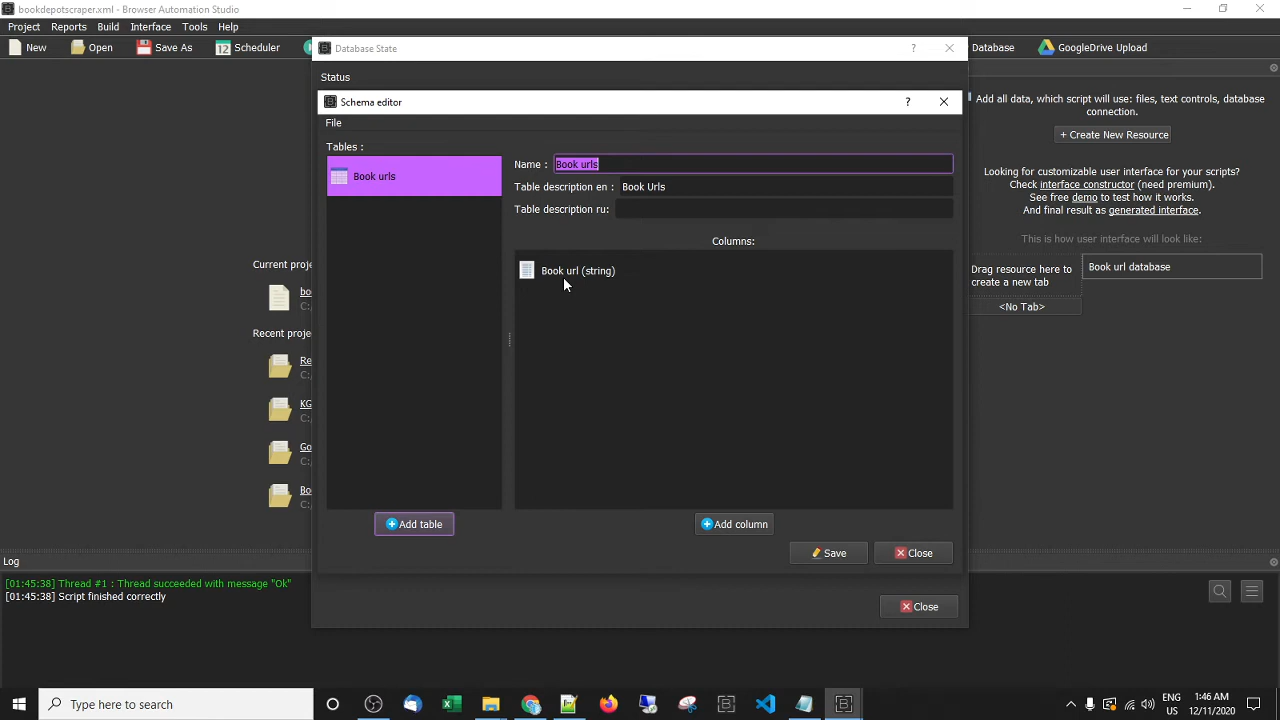 bookdepotscraper.xml - Browser Automation Studio
Project Reports Build Interface Tools Help
New Open Save As Scheduler Database GoogleDrive Upload
Database State
?
Status
Schema editor
?
File
Tables :
Book urls
Name : Book urls
Table description en : Book Urls
Table description ru:
Columns:
Book url (string)
Add table
Add column
Save
Close
Close
Add all data, which script will use: files, text controls, database
connection.
+ Create New Resource
Looking for customizable user interface for your scripts?
Check interface constructor (need premium).
See free demo to test how it works.
And final result as generated interface.
This is how user interface will look like:
Drag resource here to
create a new tab
Book url database
<No Tab>
Current proj
bo
C:
Recent proje
Re
C:
KG
C:
Go
C:
Bo
C:
Log
[01:45:38] Thread #1 : Thread succeeded with message "Ok"
[01:45:38] Script finished correctly
Type here to search
ENG
US
1:46 AM
12/11/2020